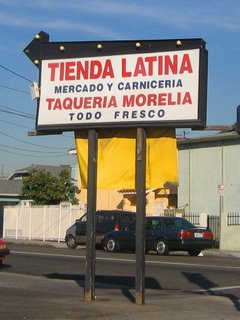 TIENDA LATINA
MERCADO Y CARNICERIA
TAQUERIA MORELIA
TODO FRESCO